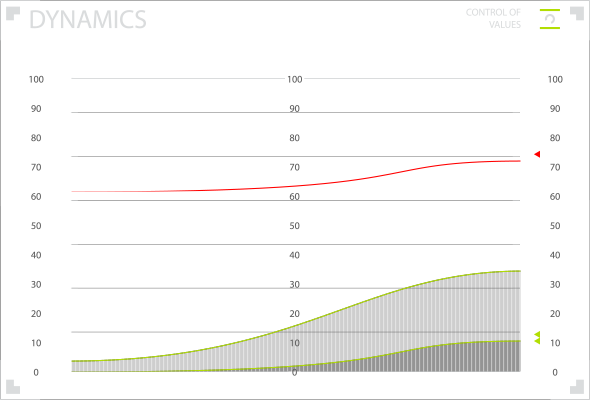 DYNAMICS
CONTROL OF
VALUES
100 100 100
90 90 90
80 80 80
70 70 70
60 60 60
50 50 50
40 40 40
30 30 30
20 20 20
10 10 10
0 0 0